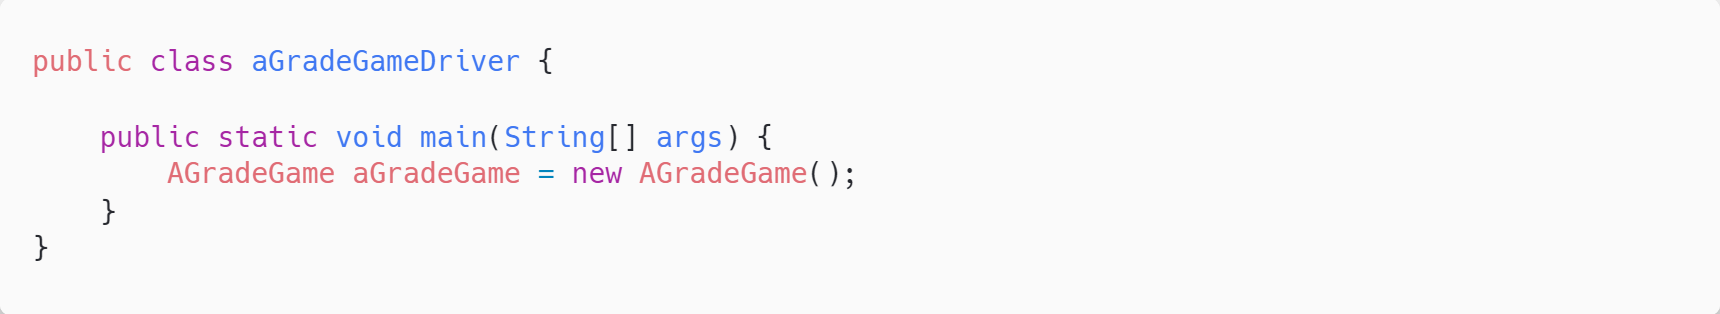 public class aGradeGameDriver {
    public static void main(String[] args) {
        AGradeGame aGradeGame = new AGradeGame();
    }
}